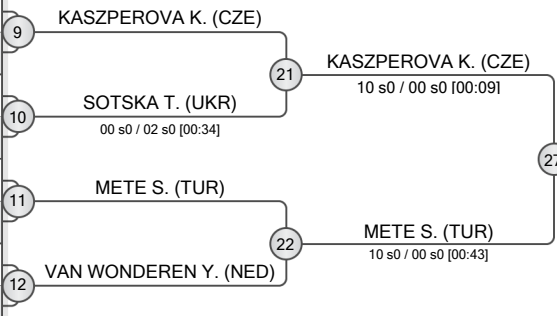 9
KASZPEROVA K. (CZE)
21
KASZPEROVA K. (CZE)
10 s0 / 00 s0 [00:09]
10
SOTSKA T. (UKR)
00 s0 / 02 s0 [00:34]
27
11
METE S. (TUR)
22
METE S. (TUR)
10 s0 / 00 s0 [00:43]
12
VAN WONDEREN Y. (NED)